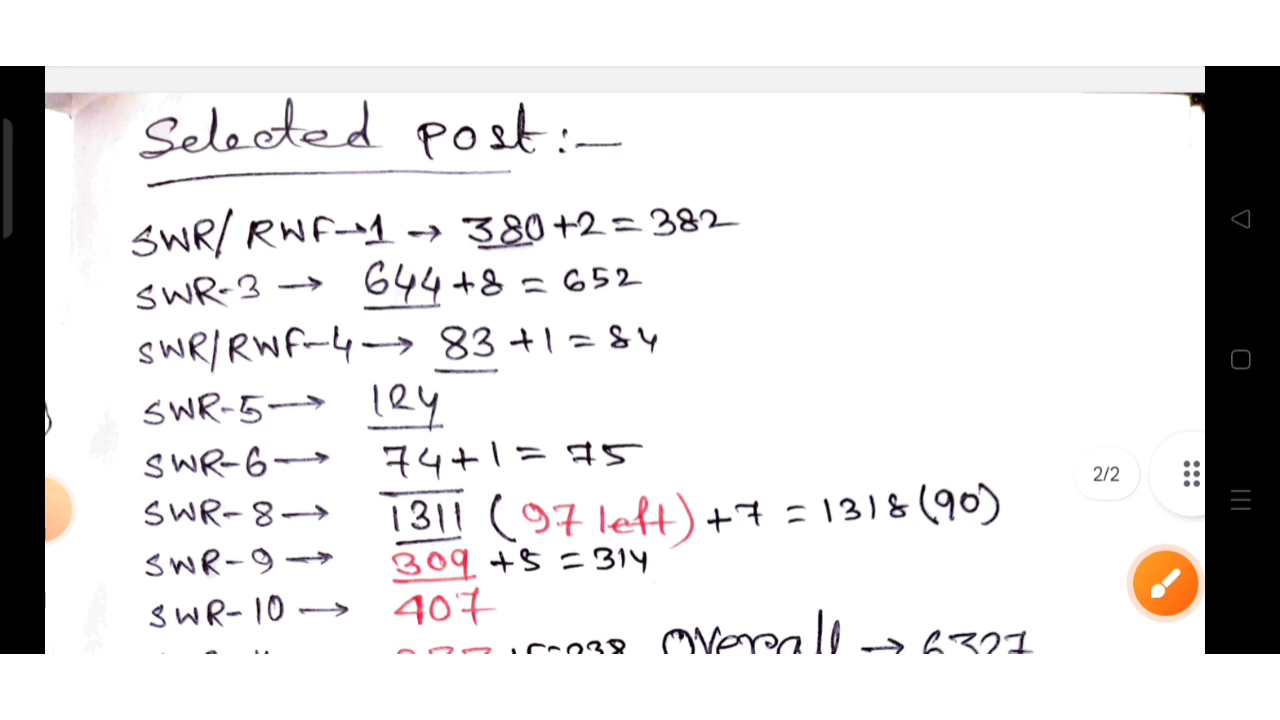 Selected post:—
SWR/RWF-1 → 380+2=382
SWR-3 → 644+8=652
SWR/RWF-4 → 83+1=84
SWR-5 → 124
SWR-6 → 74+1=75
SWR-8 → 1311 (97 left)+7=1318(90)
SWR-9 → 309+5=314
SWR-10 → 407
Overall → 6327
2/2